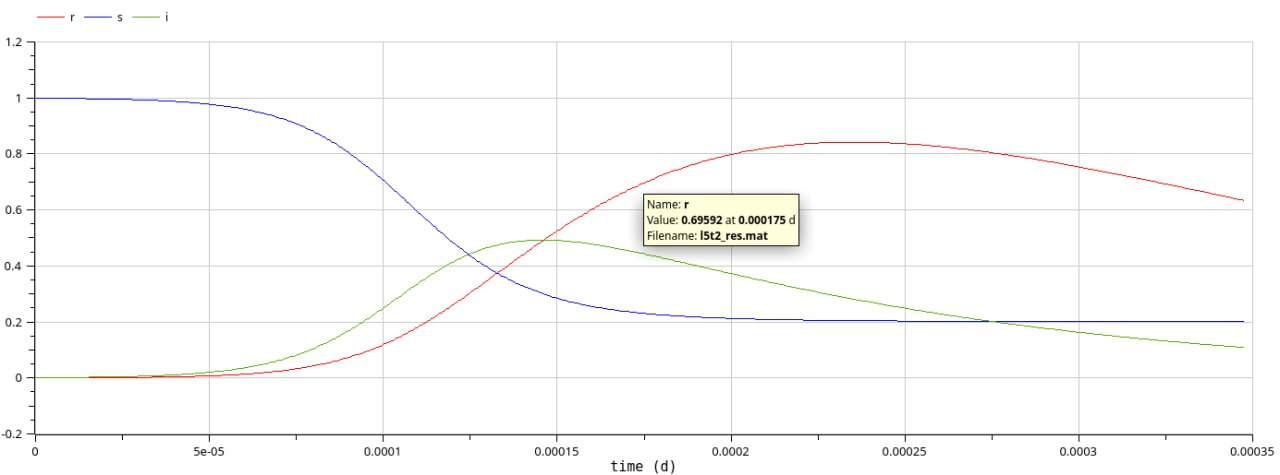 r s i
1.2
1
0.8
Name: r
0.6
Value: 0.69592 at 0.000175 d
Filename: l5t2_res.mat
0.4
0.2
0
-0.2
0 5e-05 0.0001 0.00015 0.0002 0.00025 0.0003 0.00035
time (d)